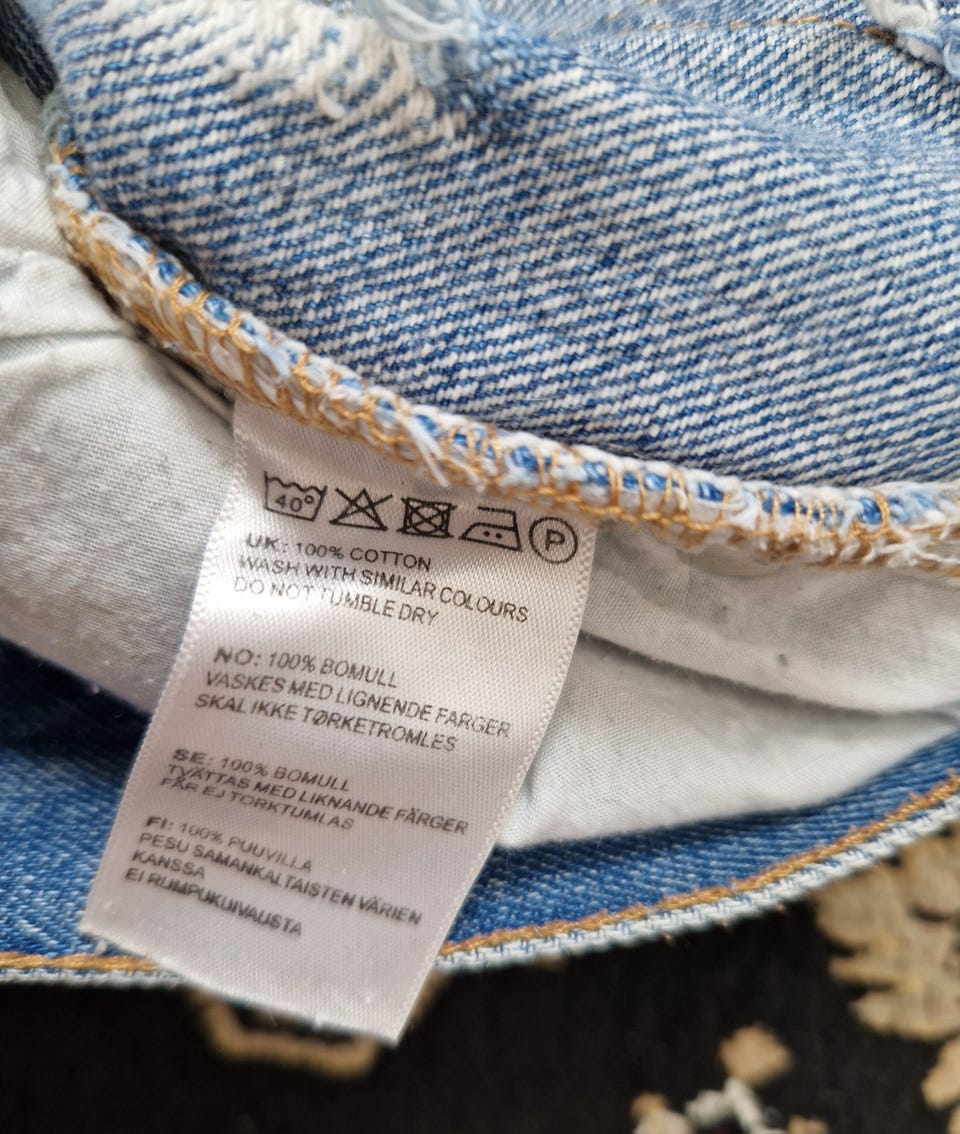 40° P
UK: 100% COTTON
WASH WITH SIMILAR COLOURS
DO NOT TUMBLE DRY
NO: 100% BOMULL
VASKES MED LIGNENDE FARGER
SKAL IKKE TØRKETROMLES
SE: 100% BOMULL
TVÄTTAS MED LIKNANDE FÄRGER
FÅR EJ TORKTUMLAS
FI: 100% PUUVILLA
PESU SAMANKALTAISTEN VÄRIEN
KANSSA
EI RUMPUKUIVAUSTA